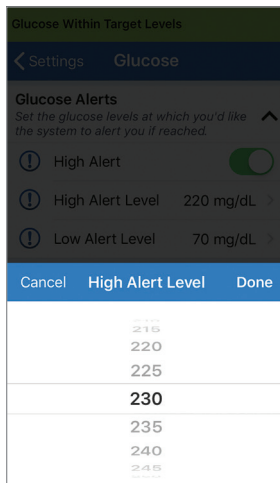 Glucose Within Target Levels
Settings Glucose
Glucose Alerts
Set the glucose levels at which you'd like
the system to alert you if reached.
High Alert
High Alert Level 220 mg/dL
Low Alert Level 70 mg/dL
Cancel High Alert Level Done
215
220
225
230
235
240
245